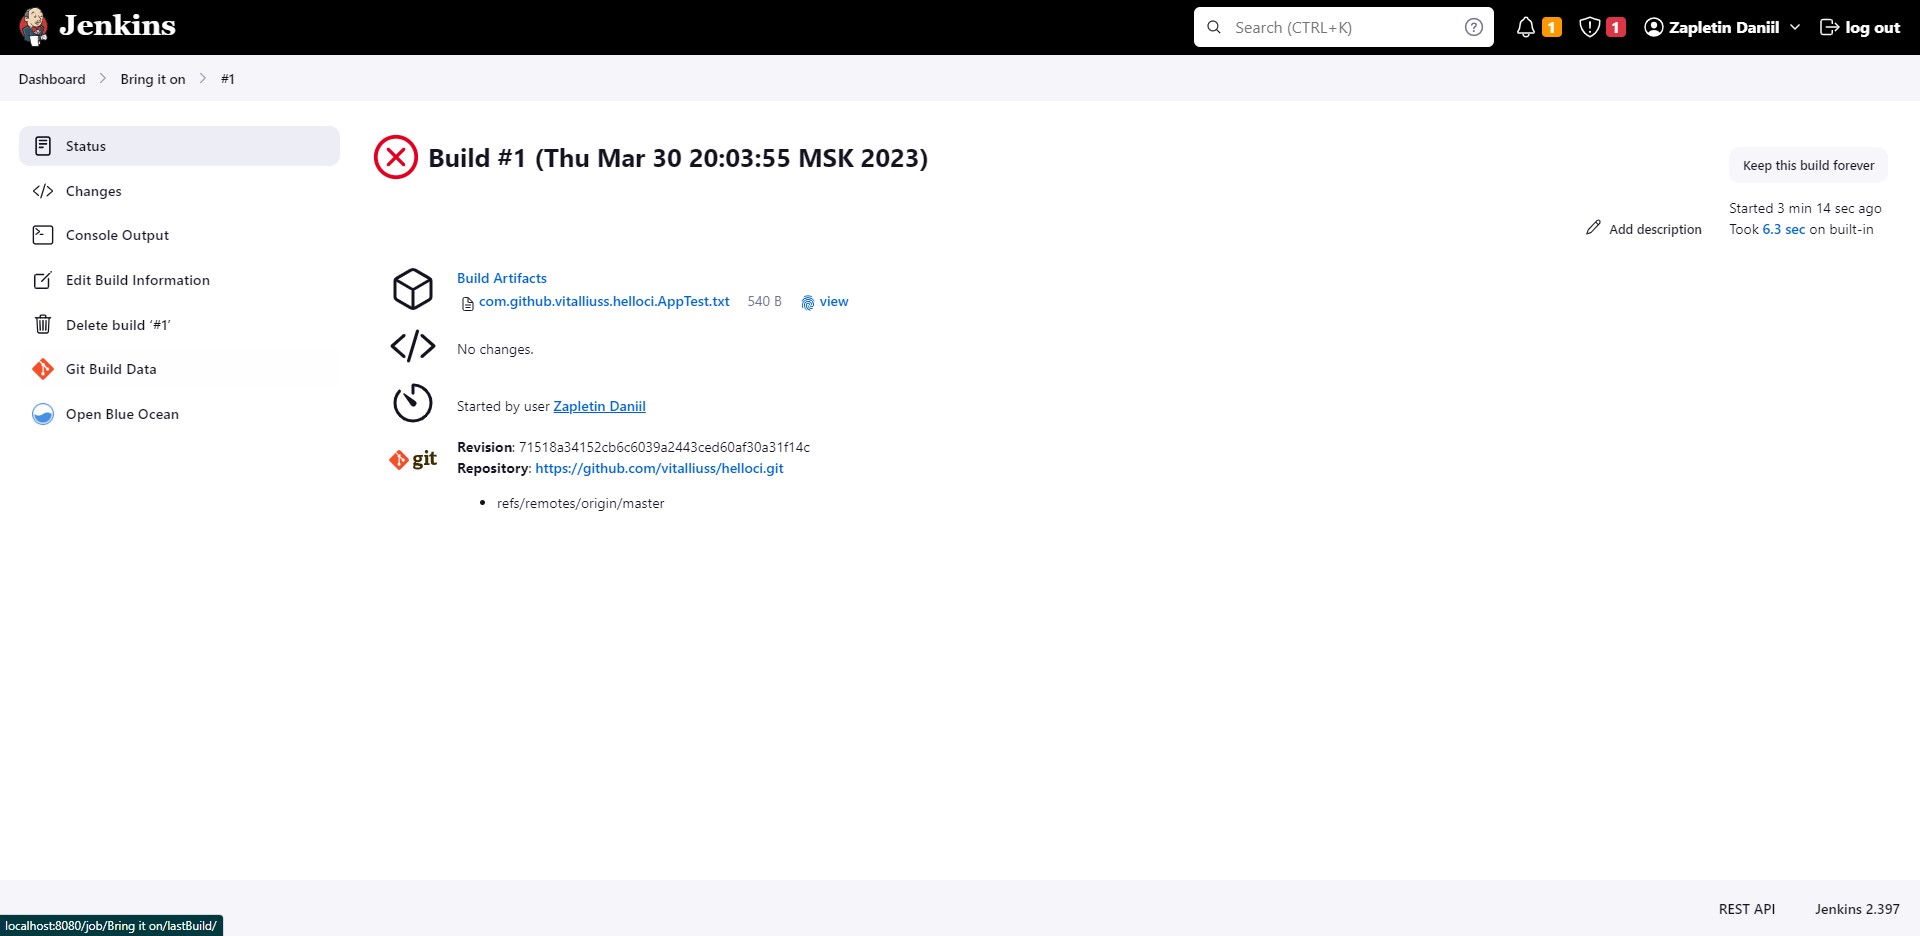 Jenkins
Search (CTRL+K)
1
1
Zapletin Daniil
log out
Dashboard
Bring it on
#1
Status
Changes
Console Output
Edit Build Information
Delete build ‘#1’
Git Build Data
Open Blue Ocean
Build #1 (Thu Mar 30 20:03:55 MSK 2023)
Keep this build forever
Started 3 min 14 sec ago
Add description
Took 6.3 sec on built-in
Build Artifacts
com.github.vitalliuss.helloci.AppTest.txt 540 B view
No changes.
Started by user Zapletin Daniil
git
Revision: 71518a34152cb6c6039a2443ced60af30a31f14c
Repository: https://github.com/vitalliuss/helloci.git
• refs/remotes/origin/master
REST API
Jenkins 2.397
localhost:8080/job/Bring it on/lastBuild/